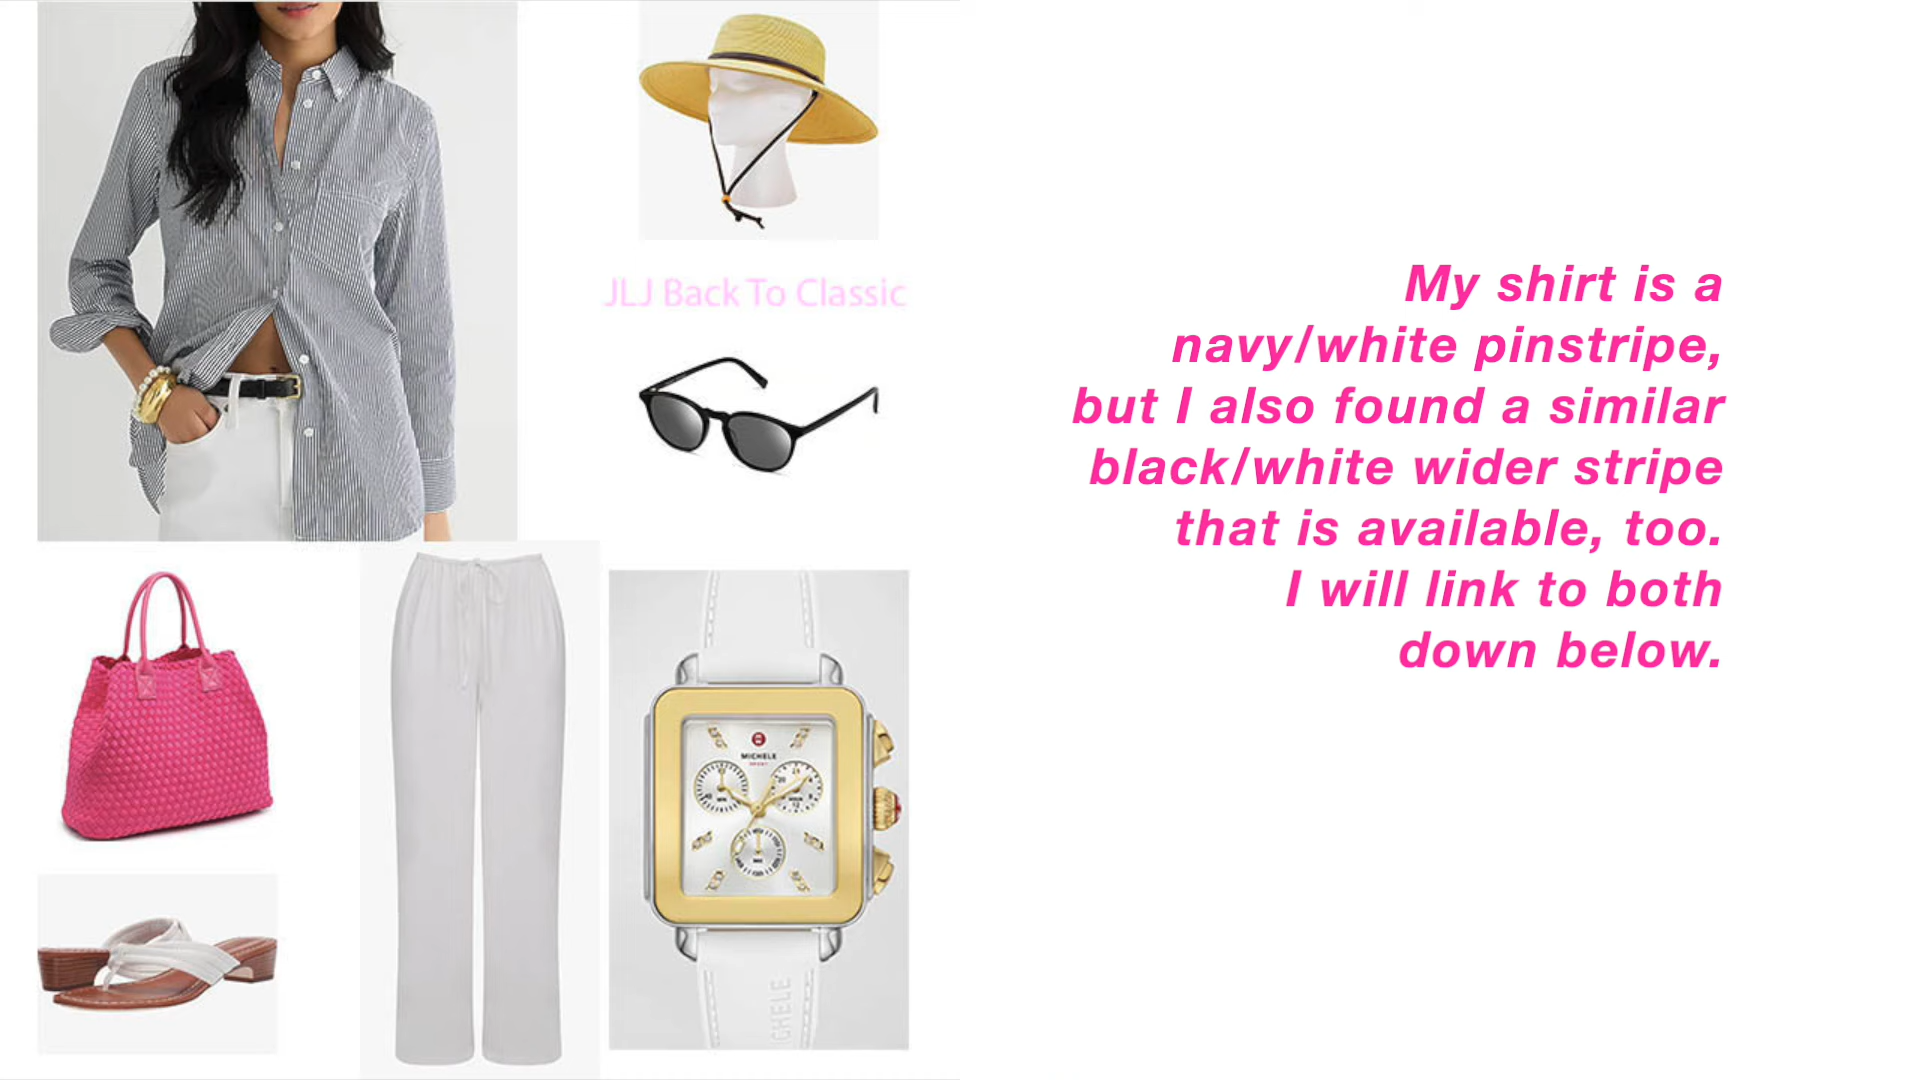 JLJ Back To Classic
MICHELE
My shirt is a
navy/white pinstripe,
but I also found a similar
black/white wider stripe
that is available, too.
I will link to both
down below.